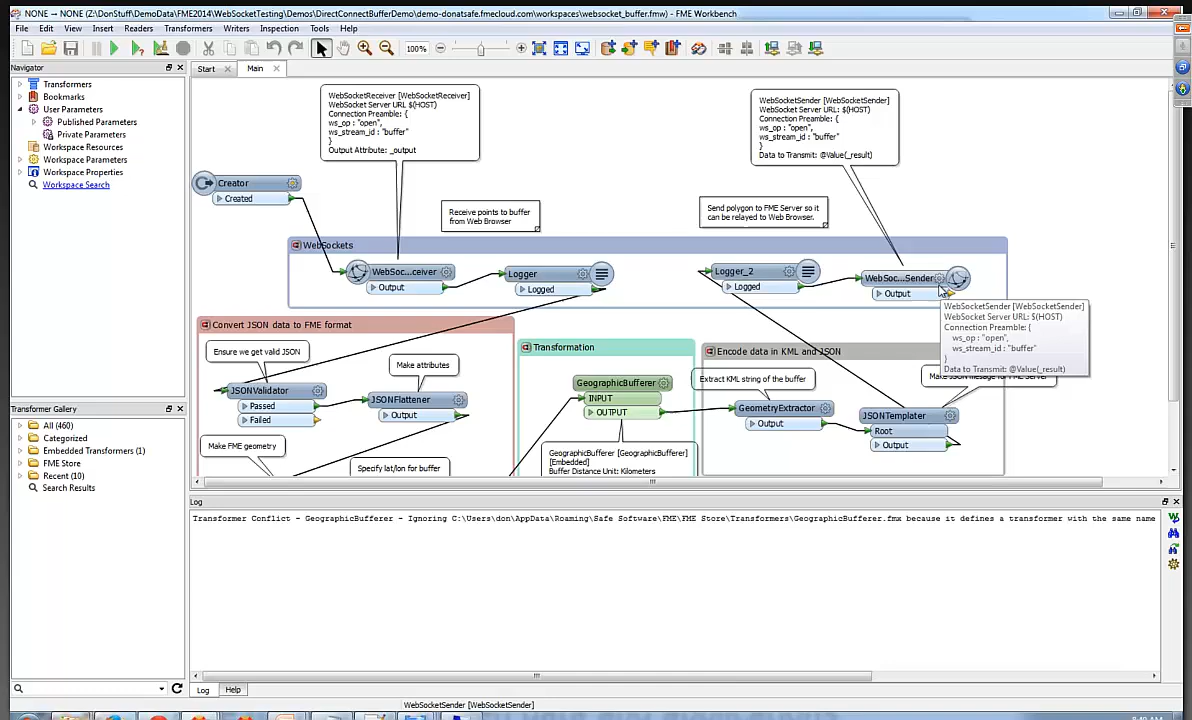 NONE → NONE (Z:\DonStuff\DemoData\FME2014\WebSocketTesting\Demos\DirectConnectBufferDemo\demo-donatsafe.fmecloud.com\workspaces\websocket_buffer.fmw) - FME Workbench
File Edit View Insert Readers Transformers Writers Inspection Tools Help
100%
Navigator
Start
Main
Transformers
Bookmarks
User Parameters
Published Parameters
Private Parameters
Workspace Resources
Workspace Parameters
Workspace Properties
Workspace Search
WebSocketReceiver [WebSocketReceiver]
WebSocket Server URL $(HOST)
Connection Preamble: {
ws_op : "open",
ws_stream_id : "buffer"
}
Output Attribute: _output
WebSocketSender [WebSocketSender]
WebSocket Server URL: $(HOST)
Connection Preamble: {
ws_op : "open",
ws_stream_id : "buffer"
}
Data to Transmit: @Value(_result)
Creator
Created
Receive points to buffer
from Web Browser
Send polygon to FME Server so it
can be relayed to Web Browser.
WebSockets
WebSoc...ceiver
Output
Logger
Logged
Logger_2
Logged
WebSoc...Sender
Output
WebSocketSender [WebSocketSender]
WebSocket Server URL: $(HOST)
Connection Preamble: {
ws_op : "open",
ws_stream_id : "buffer"
}
Data to Transmit: @Value(_result)
Convert JSON data to FME format
Ensure we get valid JSON
Make attributes
JSONValidator
Passed
Failed
JSONFlattener
Output
Make FME geometry
Specify lat/lon for buffer
Transformation
GeographicBufferer
INPUT
OUTPUT
GeographicBufferer [GeographicBufferer]
[Embedded]
Buffer Distance Unit: Kilometers
Encode data in KML and JSON
Extract KML string of the buffer
Make JSON message for FME Server
GeometryExtractor
Output
JSONTemplater
Root
Output
Transformer Gallery
All (460)
Categorized
Embedded Transformers (1)
FME Store
Recent (10)
Search Results
Log
Transformer Conflict - GeographicBufferer - Ignoring C:\Users\don\AppData\Roaming\Safe Software\FME\FME Store\Transformers\GeographicBufferer.fmx because it defines a transformer with the same name
Log
Help
WebSocketSender [WebSocketSender]